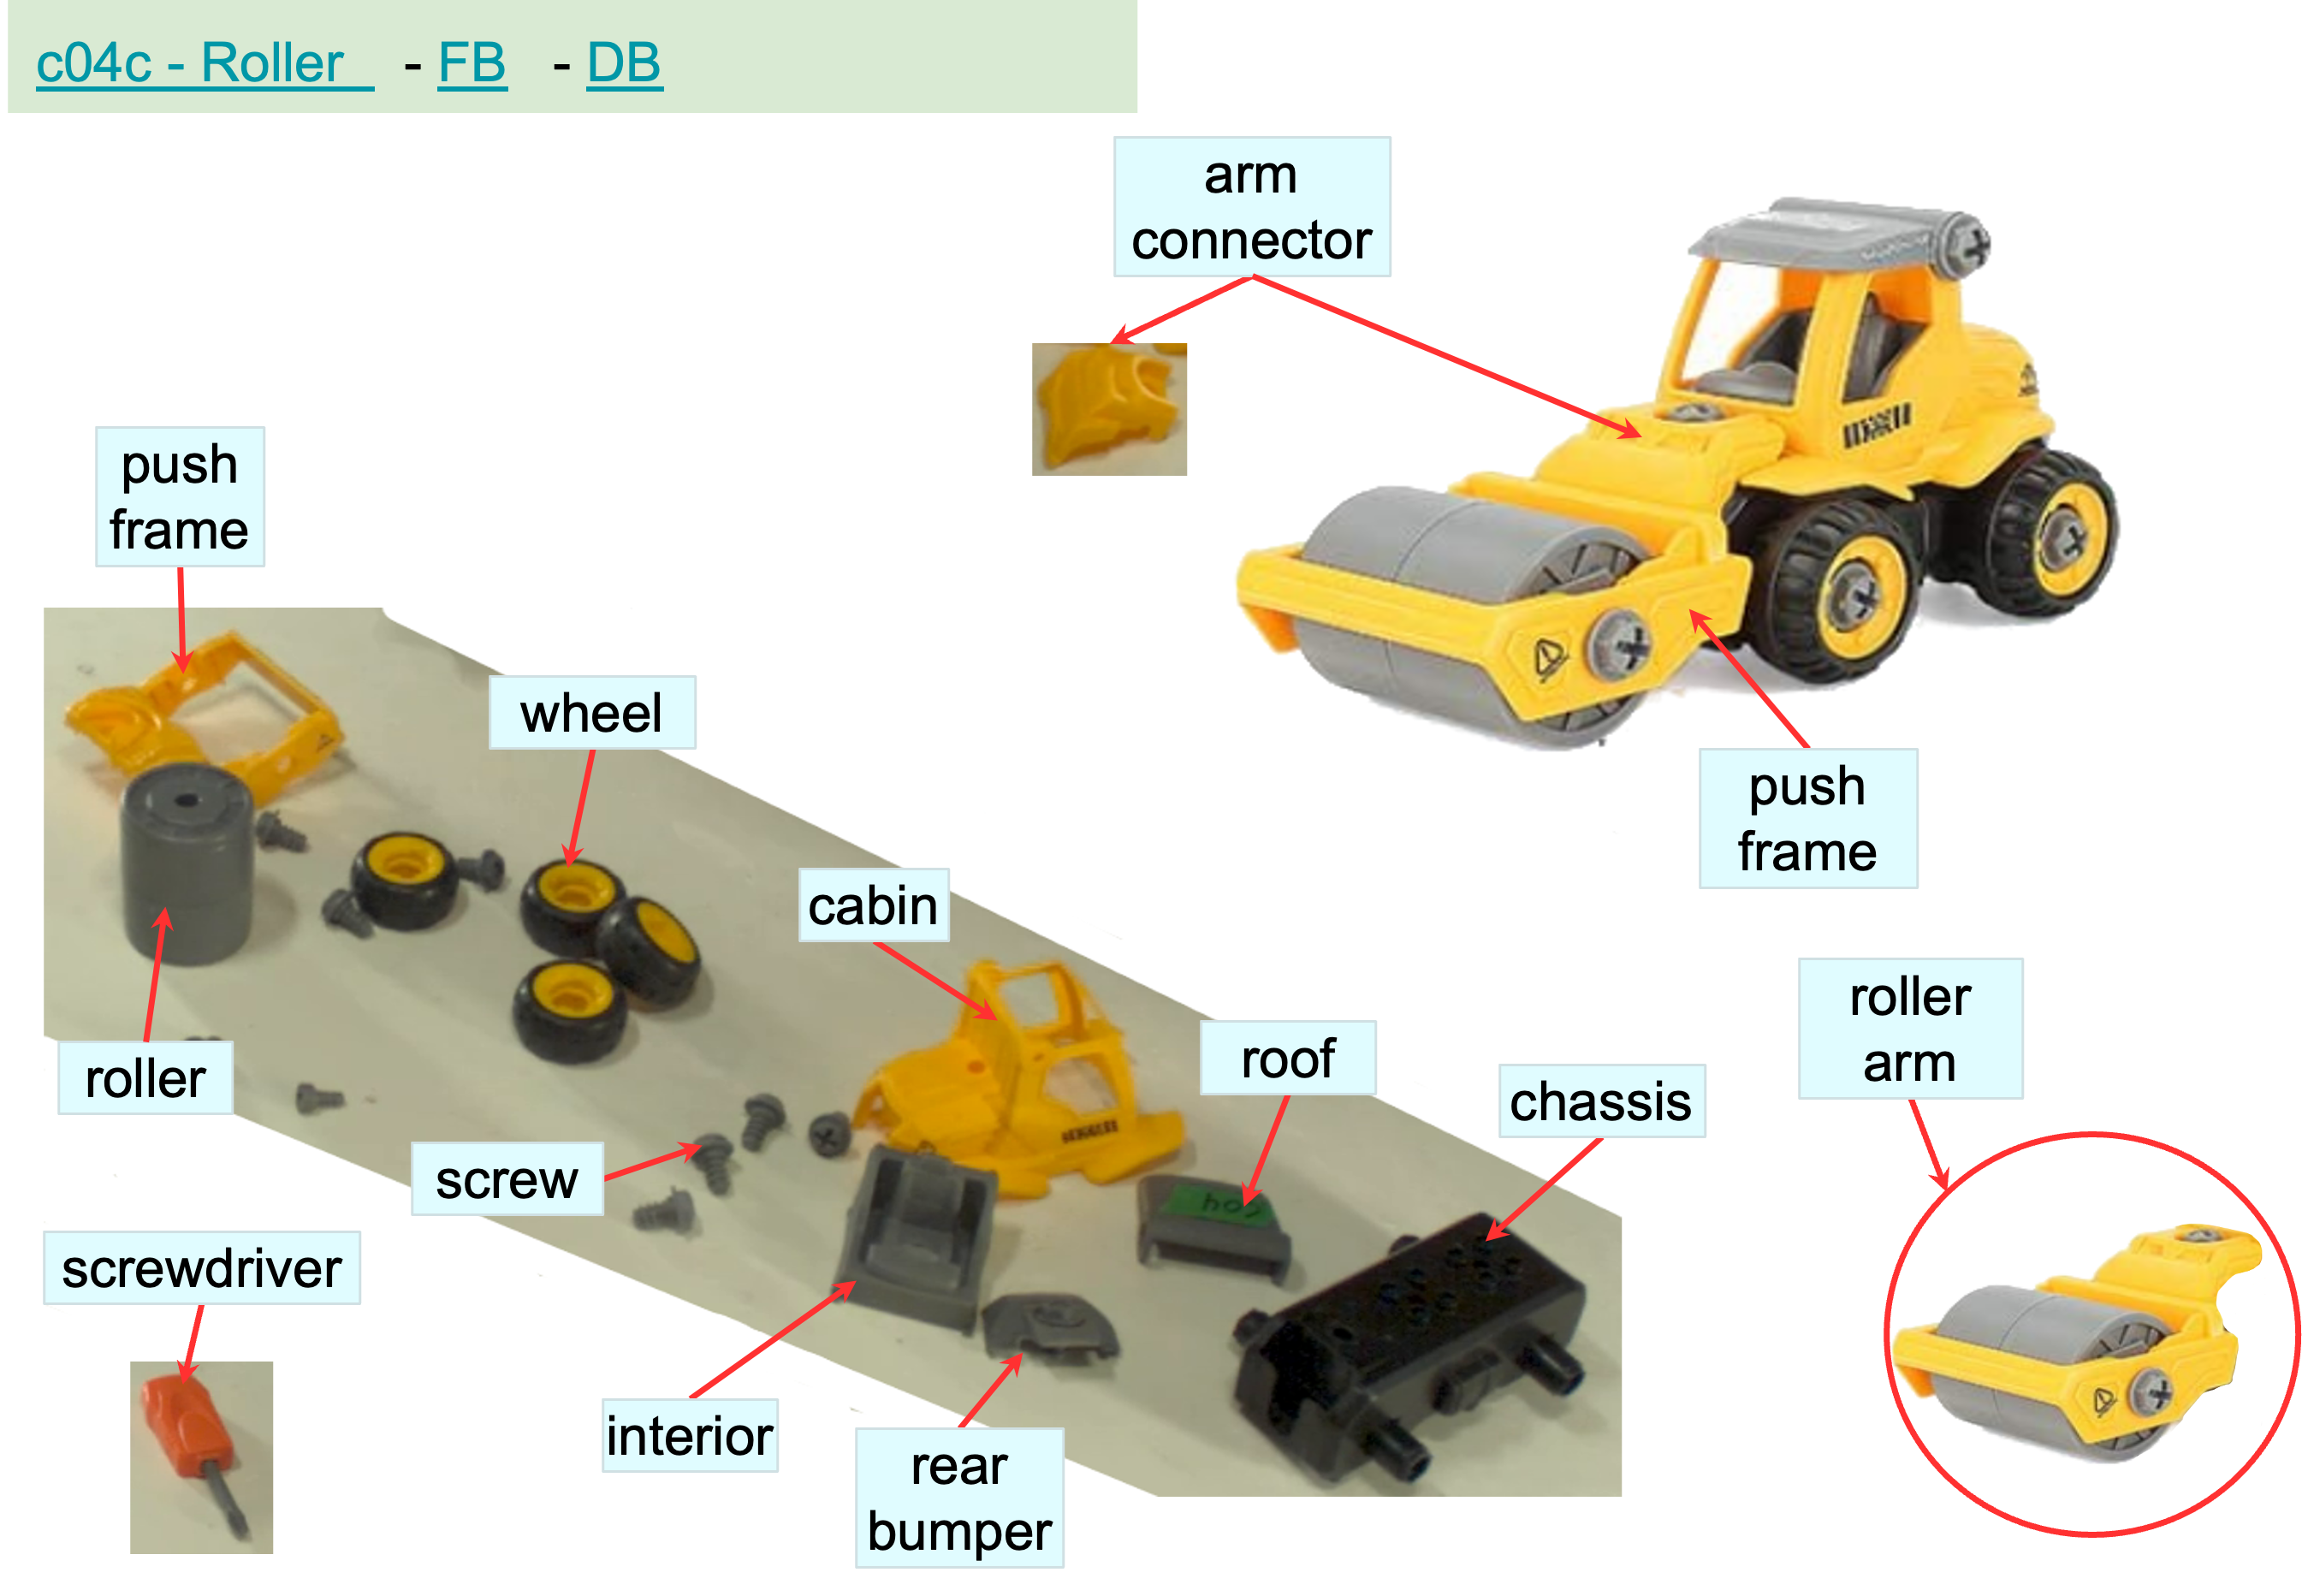 c04c - Roller - FB - DB
arm
connector
push
frame
wheel
push
frame
cabin
roller
arm
roof
roller
chassis
screw
C04
screwdriver
interior
rear
bumper